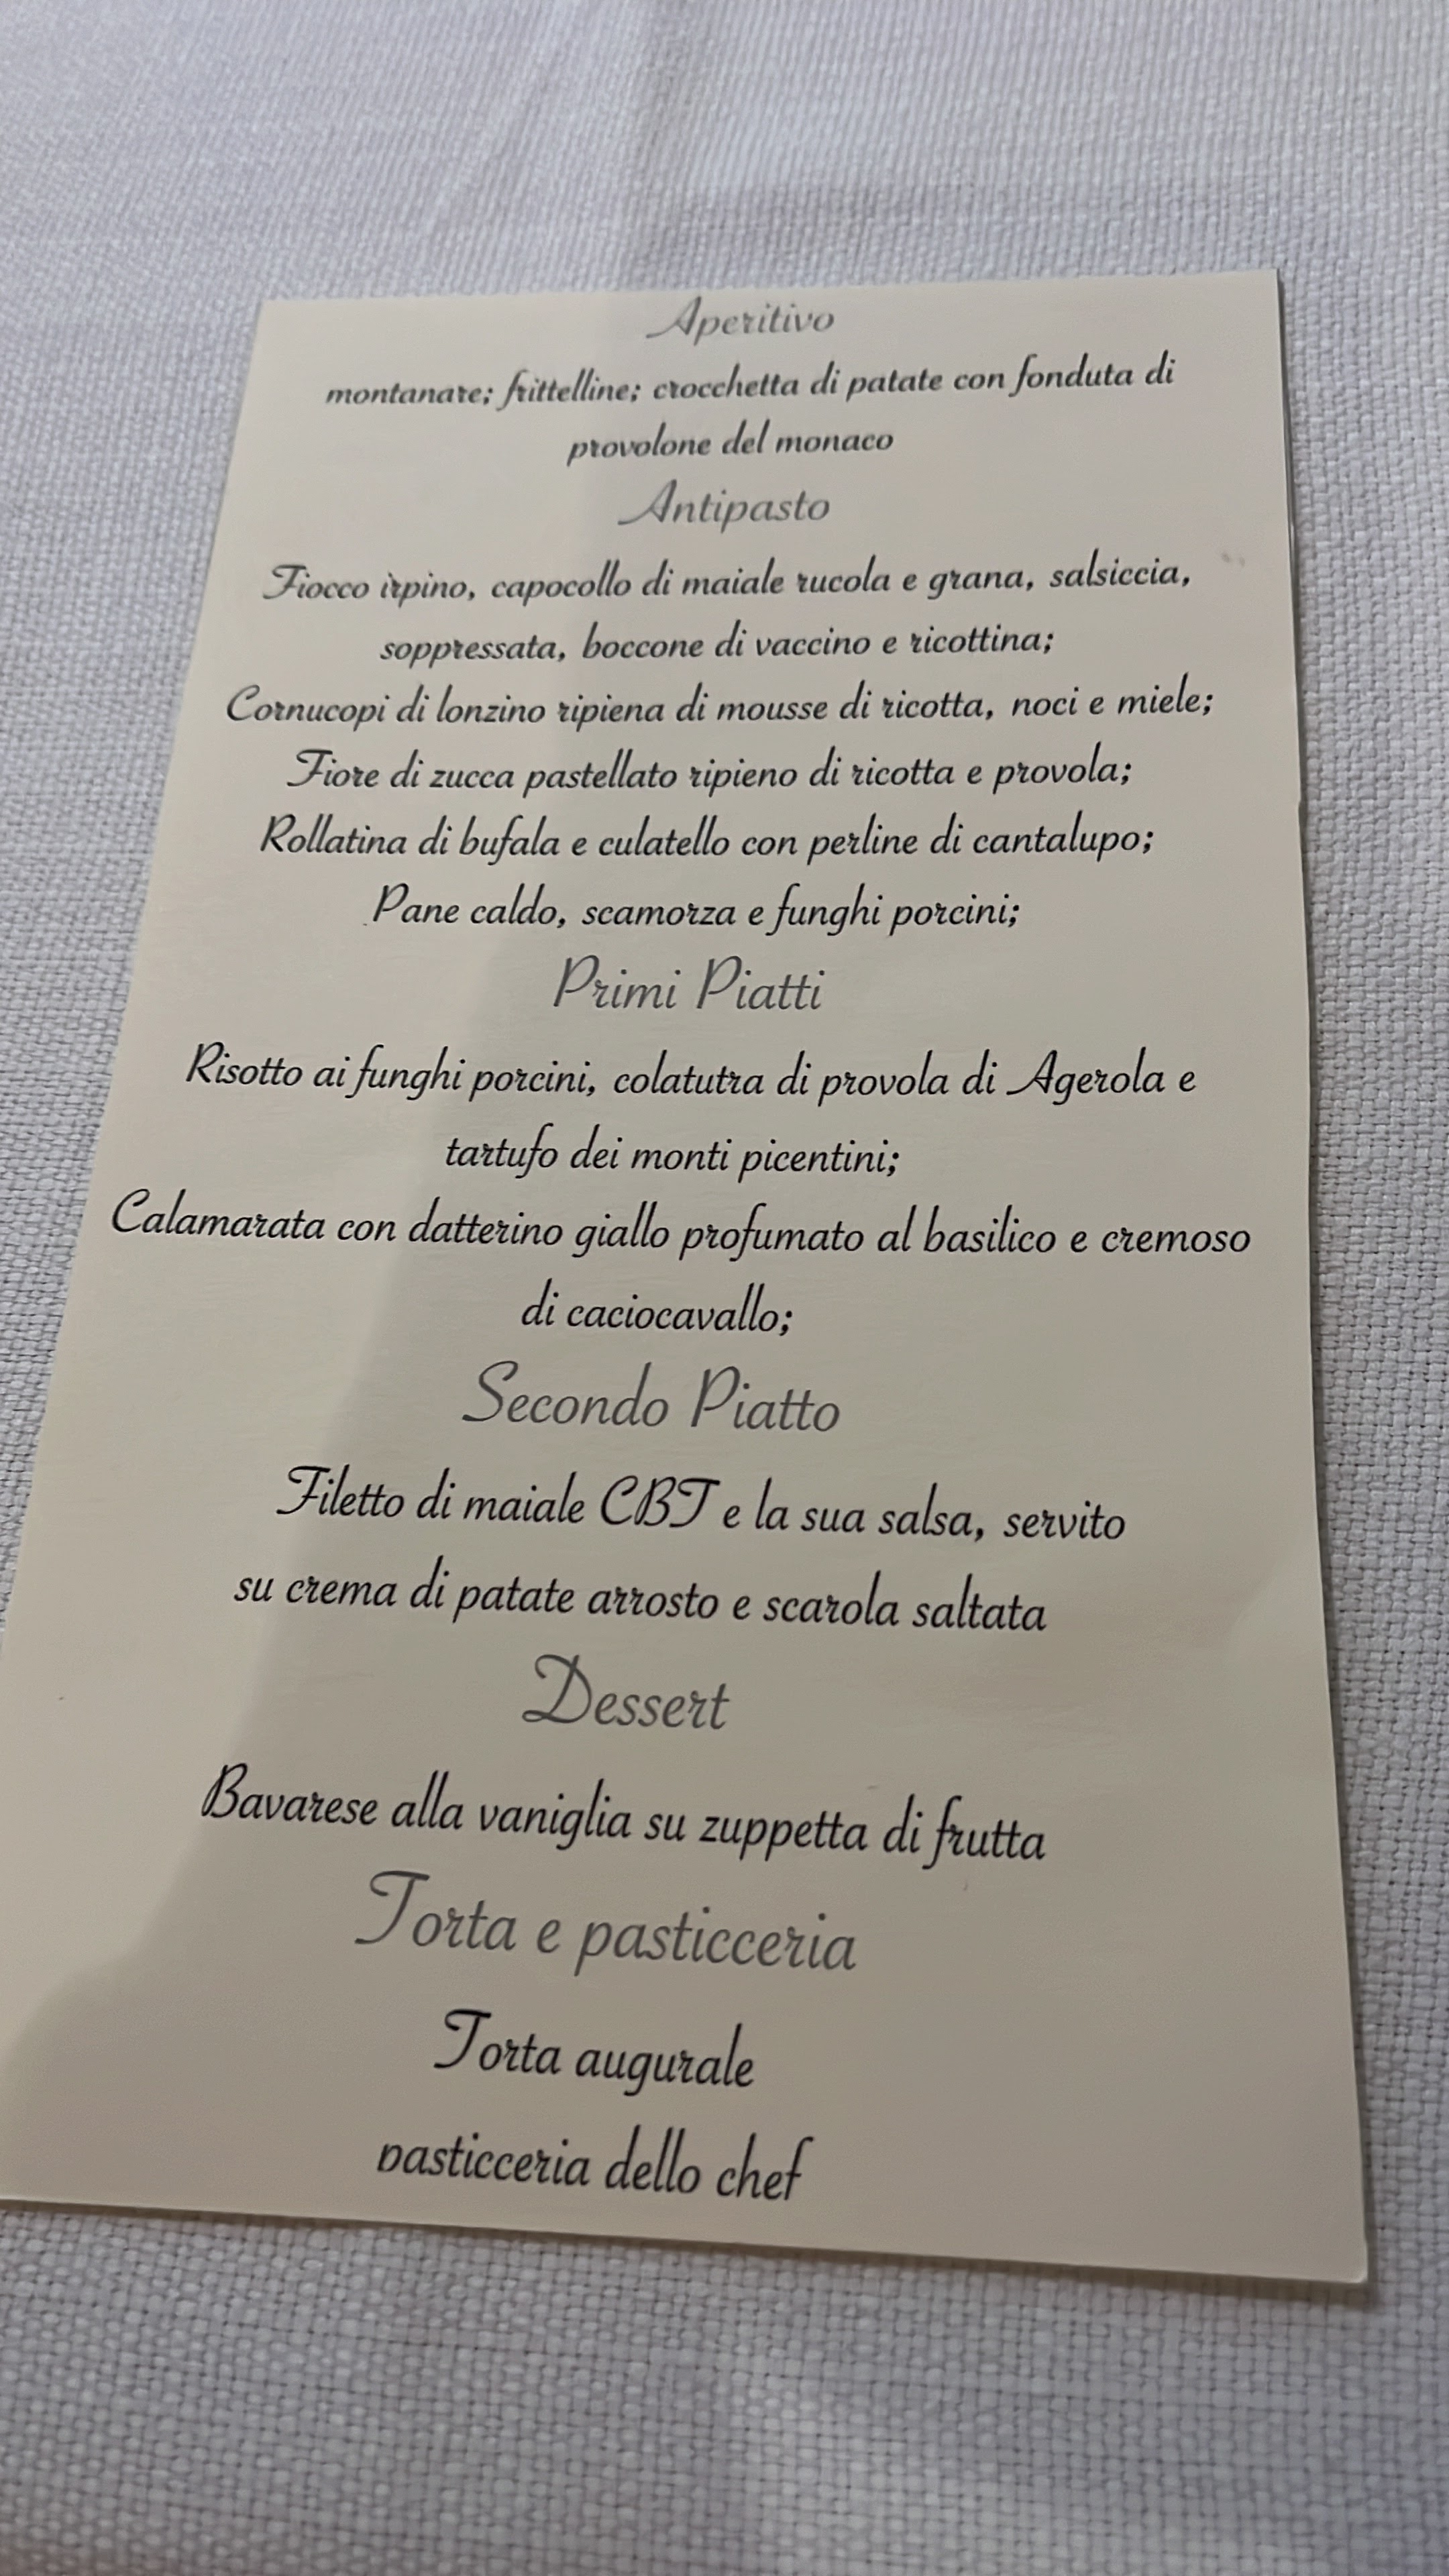 Aperitivo
montanare; frittelline; crocchetta di patate con fonduta di
provolone del monaco
Antipasto
Fiocco irpino, capocollo di maiale rucola e grana, salsiccia,
soppressata, boccone di vaccino e ricottina;
Cornucopi di lonzino ripiena di mousse di ricotta, noci e miele;
Fiore di zucca pastellato ripieno di ricotta e provola;
Rollatina di bufala e culatello con perline di cantalupo;
Pane caldo, scamorza e funghi porcini;
Primi Piatti
Risotto ai funghi porcini, colatutra di provola di Agerola e
tartufo dei monti picentini;
Calamarata con datterino giallo profumato al basilico e cremoso
di caciocavallo;
Secondo Piatto
Filetto di maiale CBT e la sua salsa, servito
su crema di patate arrosto e scarola saltata
Dessert
Bavarese alla vaniglia su zuppetta di frutta
Torta e pasticceria
Torta augurale
pasticceria dello chef